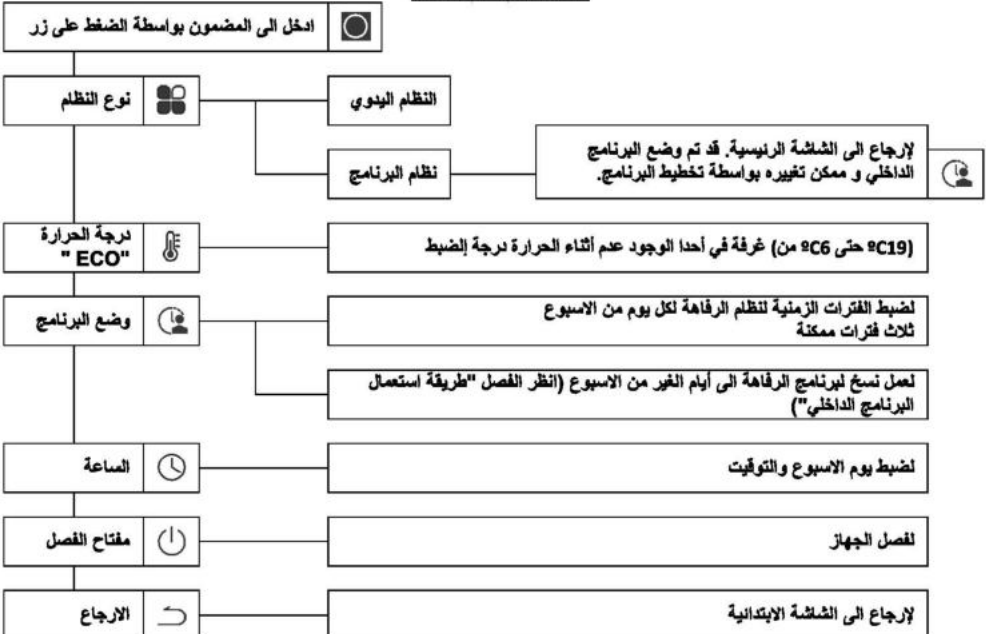 ادخل الى المضمون بواسطة الضغط على زر
نوع النظام
النظام اليدوي
نظام البرنامج
لإرجاع الى الشاشة الرئيسية. قد تم وضع البرنامج
الداخلي و ممكن تغييره بواسطة تخطيط البرنامج.
درجة الحرارة
"ECO "
(ºC19 حتى ºC6 من) غرفة في أحدا الوجود عدم أثناء الحرارة درجة إلضبط
وضع البرنامج
لضبط الفترات الزمنية لنظام الرفاهة لكل يوم من الاسبوع
ثلاث فترات ممكنة
لعمل نسخ لبرنامج الرفاهة الى أيام الغير من الاسبوع (انظر الفصل "طريقة استعمال
البرنامج الداخلي")
الساعة
لضبط يوم الاسبوع والتوقيت
مفتاح الفصل
لفصل الجهاز
الارجاع
لإرجاع الى الشاشة الابتدائية